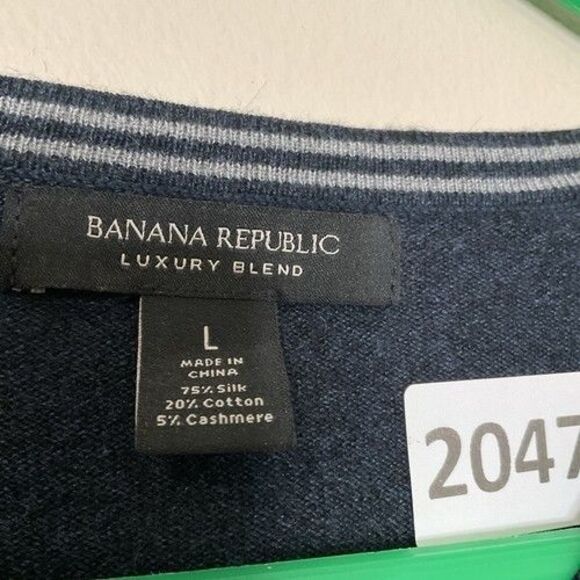 BANANA REPUBLIC
LUXURY BLEND
L
MADE IN
CHINA
75% Silk
20% Cotton
5% Cashmere
2047